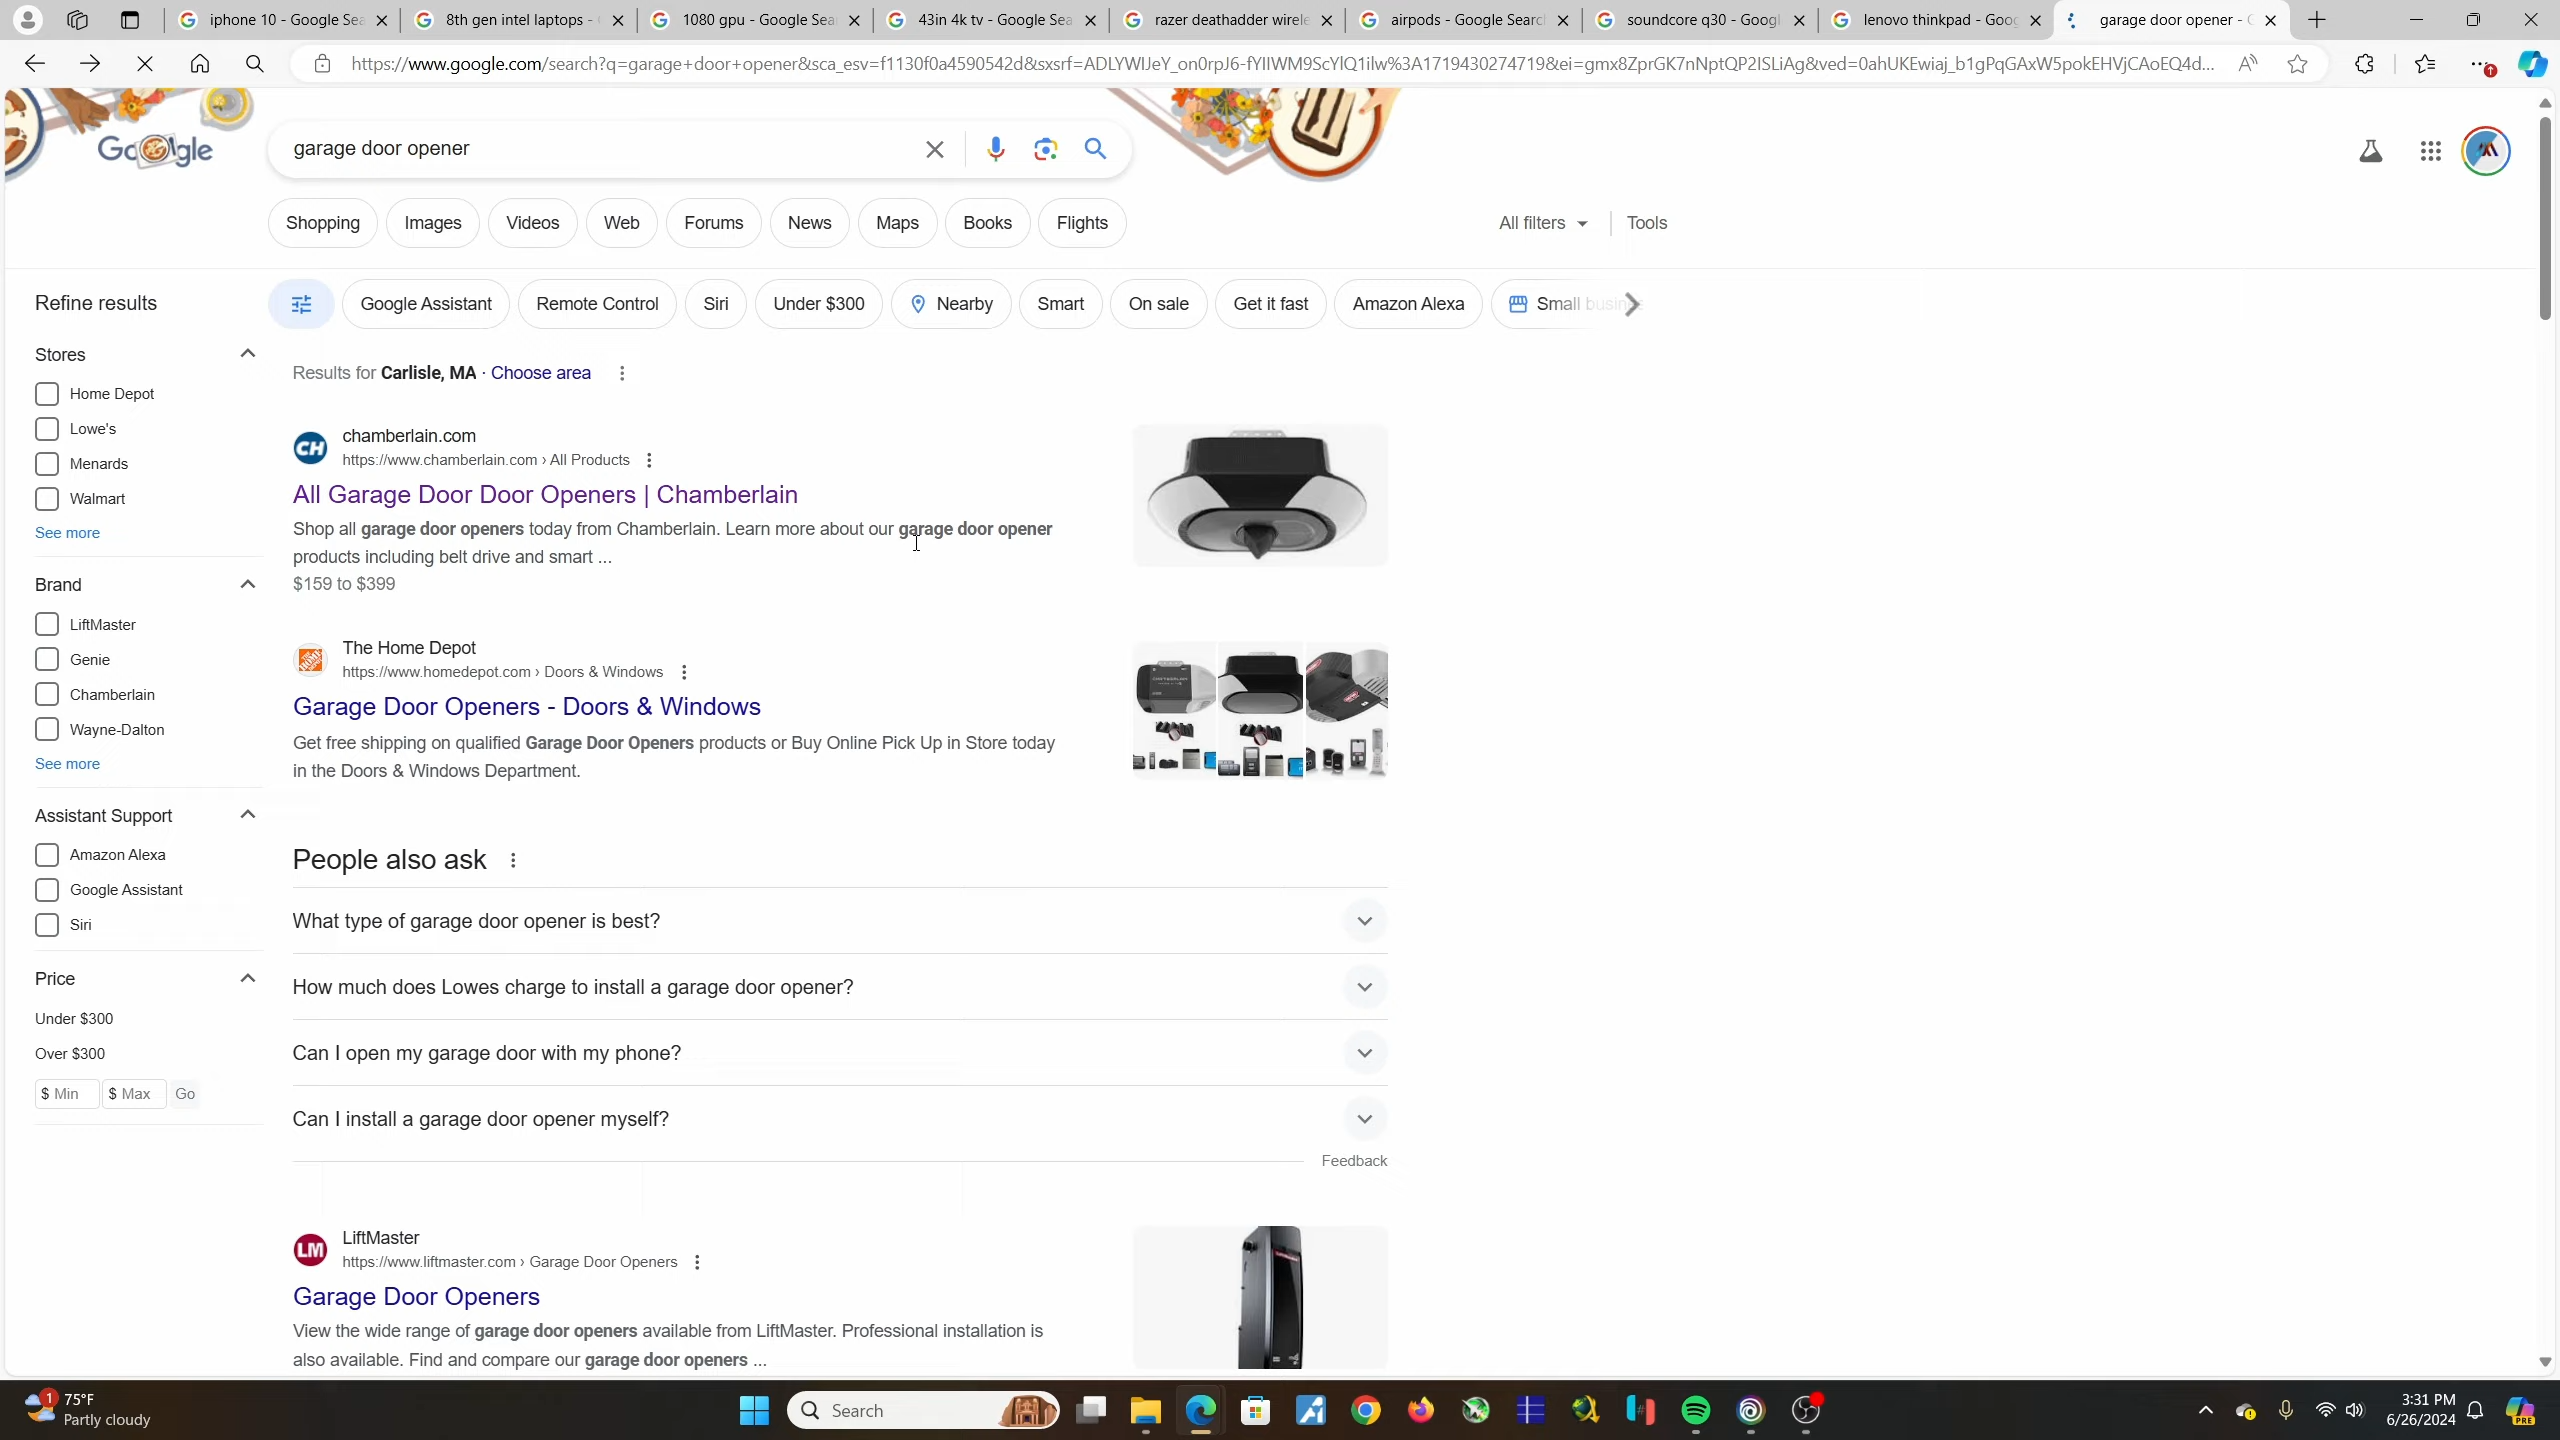 iphone 10 - Google Sea
8th gen intel laptops - 
1080 gpu - Google Sea
43in 4k tv - Google Sea
razer deathadder wirele
airpods - Google Search
soundcore q30 - Googl
lenovo thinkpad - Goog
garage door opener - G
https://www.google.com/search?q=garage+door+opener&sca_esv=f1130f0a4590542d&sxsrf=ADLYWIJeY_on0rpJ6-fYIIWM9ScYlQ1ilw%3A1719430274719&ei=gmx8ZprGK7nNptQP2ISLiAg&ved=0ahUKEwiaj_b1gPqGAxW5pokEHVjCAoEQ4d...
Google
garage door opener
Shopping
Images
Videos
Web
Forums
News
Maps
Books
Flights
All filters
Tools
Refine results
Google Assistant
Remote Control
Siri
Under $300
Nearby
Smart
On sale
Get it fast
Amazon Alexa
Small busine
Stores
Home Depot
Lowe's
Menards
Walmart
See more
Brand
LiftMaster
Genie
Chamberlain
Wayne-Dalton
See more
Assistant Support
Amazon Alexa
Google Assistant
Siri
Price
Under $300
Over $300
$ Min
$ Max
Go
Results for Carlisle, MA · Choose area
CH
chamberlain.com
https://www.chamberlain.com › All Products
All Garage Door Door Openers | Chamberlain
Shop all garage door openers today from Chamberlain. Learn more about our garage door opener
products including belt drive and smart ...
$159 to $399
The Home Depot
https://www.homedepot.com › Doors & Windows
Garage Door Openers - Doors & Windows
Get free shipping on qualified Garage Door Openers products or Buy Online Pick Up in Store today
in the Doors & Windows Department.
People also ask
What type of garage door opener is best?
How much does Lowes charge to install a garage door opener?
Can I open my garage door with my phone?
Can I install a garage door opener myself?
Feedback
LM
LiftMaster
https://www.liftmaster.com › Garage Door Openers
Garage Door Openers
View the wide range of garage door openers available from LiftMaster. Professional installation is
also available. Find and compare our garage door openers ...
1
75°F
Partly cloudy
Search
3:31 PM
6/26/2024
PRE